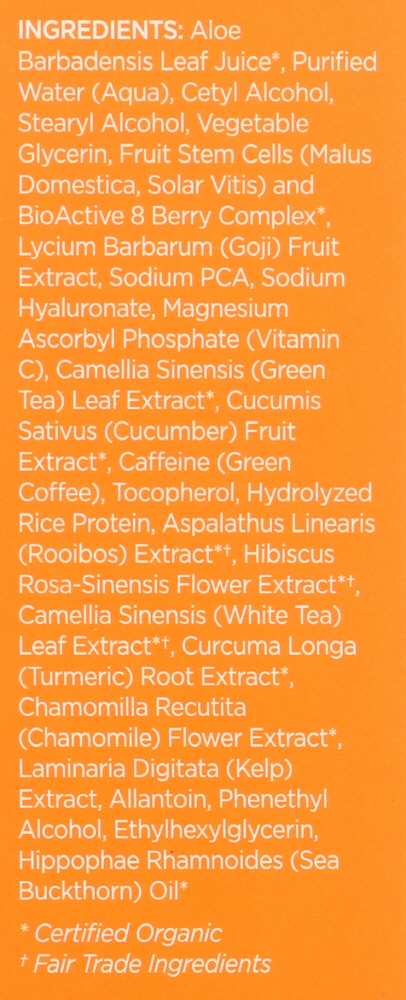 INGREDIENTS: Aloe
Barbadensis Leaf Juice*, Purified
Water (Aqua), Cetyl Alcohol,
Stearyl Alcohol, Vegetable
Glycerin, Fruit Stem Cells (Malus
Domestica, Solar Vitis) and
BioActive 8 Berry Complex*,
Lycium Barbarum (Goji) Fruit
Extract, Sodium PCA, Sodium
Hyaluronate, Magnesium
Ascorbyl Phosphate (Vitamin
C), Camellia Sinensis (Green
Tea) Leaf Extract*, Cucumis
Sativus (Cucumber) Fruit
Extract*, Caffeine (Green
Coffee), Tocopherol, Hydrolyzed
Rice Protein, Aspalathus Linearis
(Rooibos) Extract*†, Hibiscus
Rosa-Sinensis Flower Extract*†,
Camellia Sinensis (White Tea)
Leaf Extract*†, Curcuma Longa
(Turmeric) Root Extract*,
Chamomilla Recutita
(Chamomile) Flower Extract*,
Laminaria Digitata (Kelp)
Extract, Allantoin, Phenethyl
Alcohol, Ethylhexylglycerin,
Hippophae Rhamnoides (Sea
Buckthorn) Oil*
* Certified Organic
† Fair Trade Ingredients